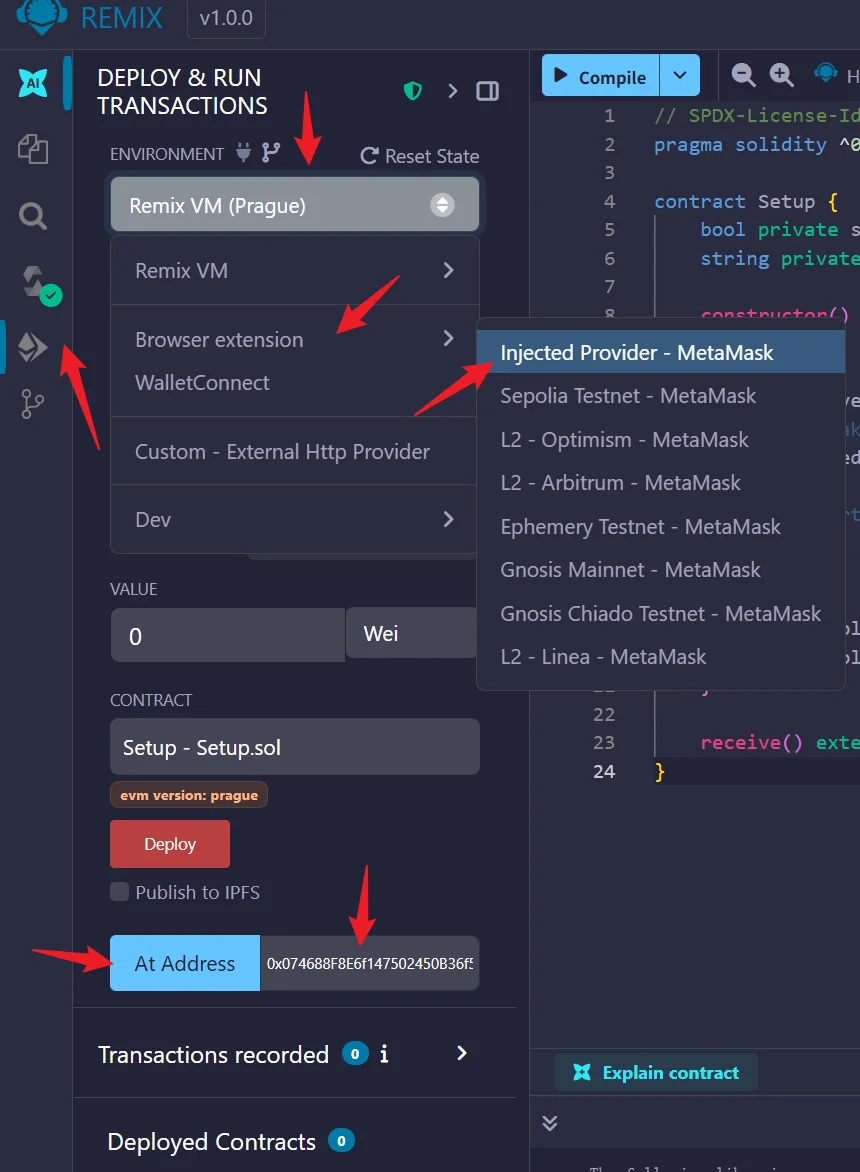 REMIX
v1.0.0
AI
DEPLOY & RUN
TRANSACTIONS
ENVIRONMENT
Reset State
Remix VM (Prague)
Remix VM
Browser extension
WalletConnect
Custom - External Http Provider
Dev
Injected Provider - MetaMask
Sepolia Testnet - MetaMask
L2 - Optimism - MetaMask
L2 - Arbitrum - MetaMask
Ephemery Testnet - MetaMask
Gnosis Mainnet - MetaMask
Gnosis Chiado Testnet - MetaMask
L2 - Linea - MetaMask
VALUE
0
Wei
CONTRACT
Setup - Setup.sol
evm version: prague
Deploy
Publish to IPFS
At Address
0x074688F8E6f147502450B36f5
Transactions recorded 0 i
Deployed Contracts 0
Compile
H
1 // SPDX-License-Id
2 pragma solidity ^0
3
4 contract Setup {
5 bool private s
6 string private
7
8 constructor()
22
23 receive() exte
24 }
Explain contract